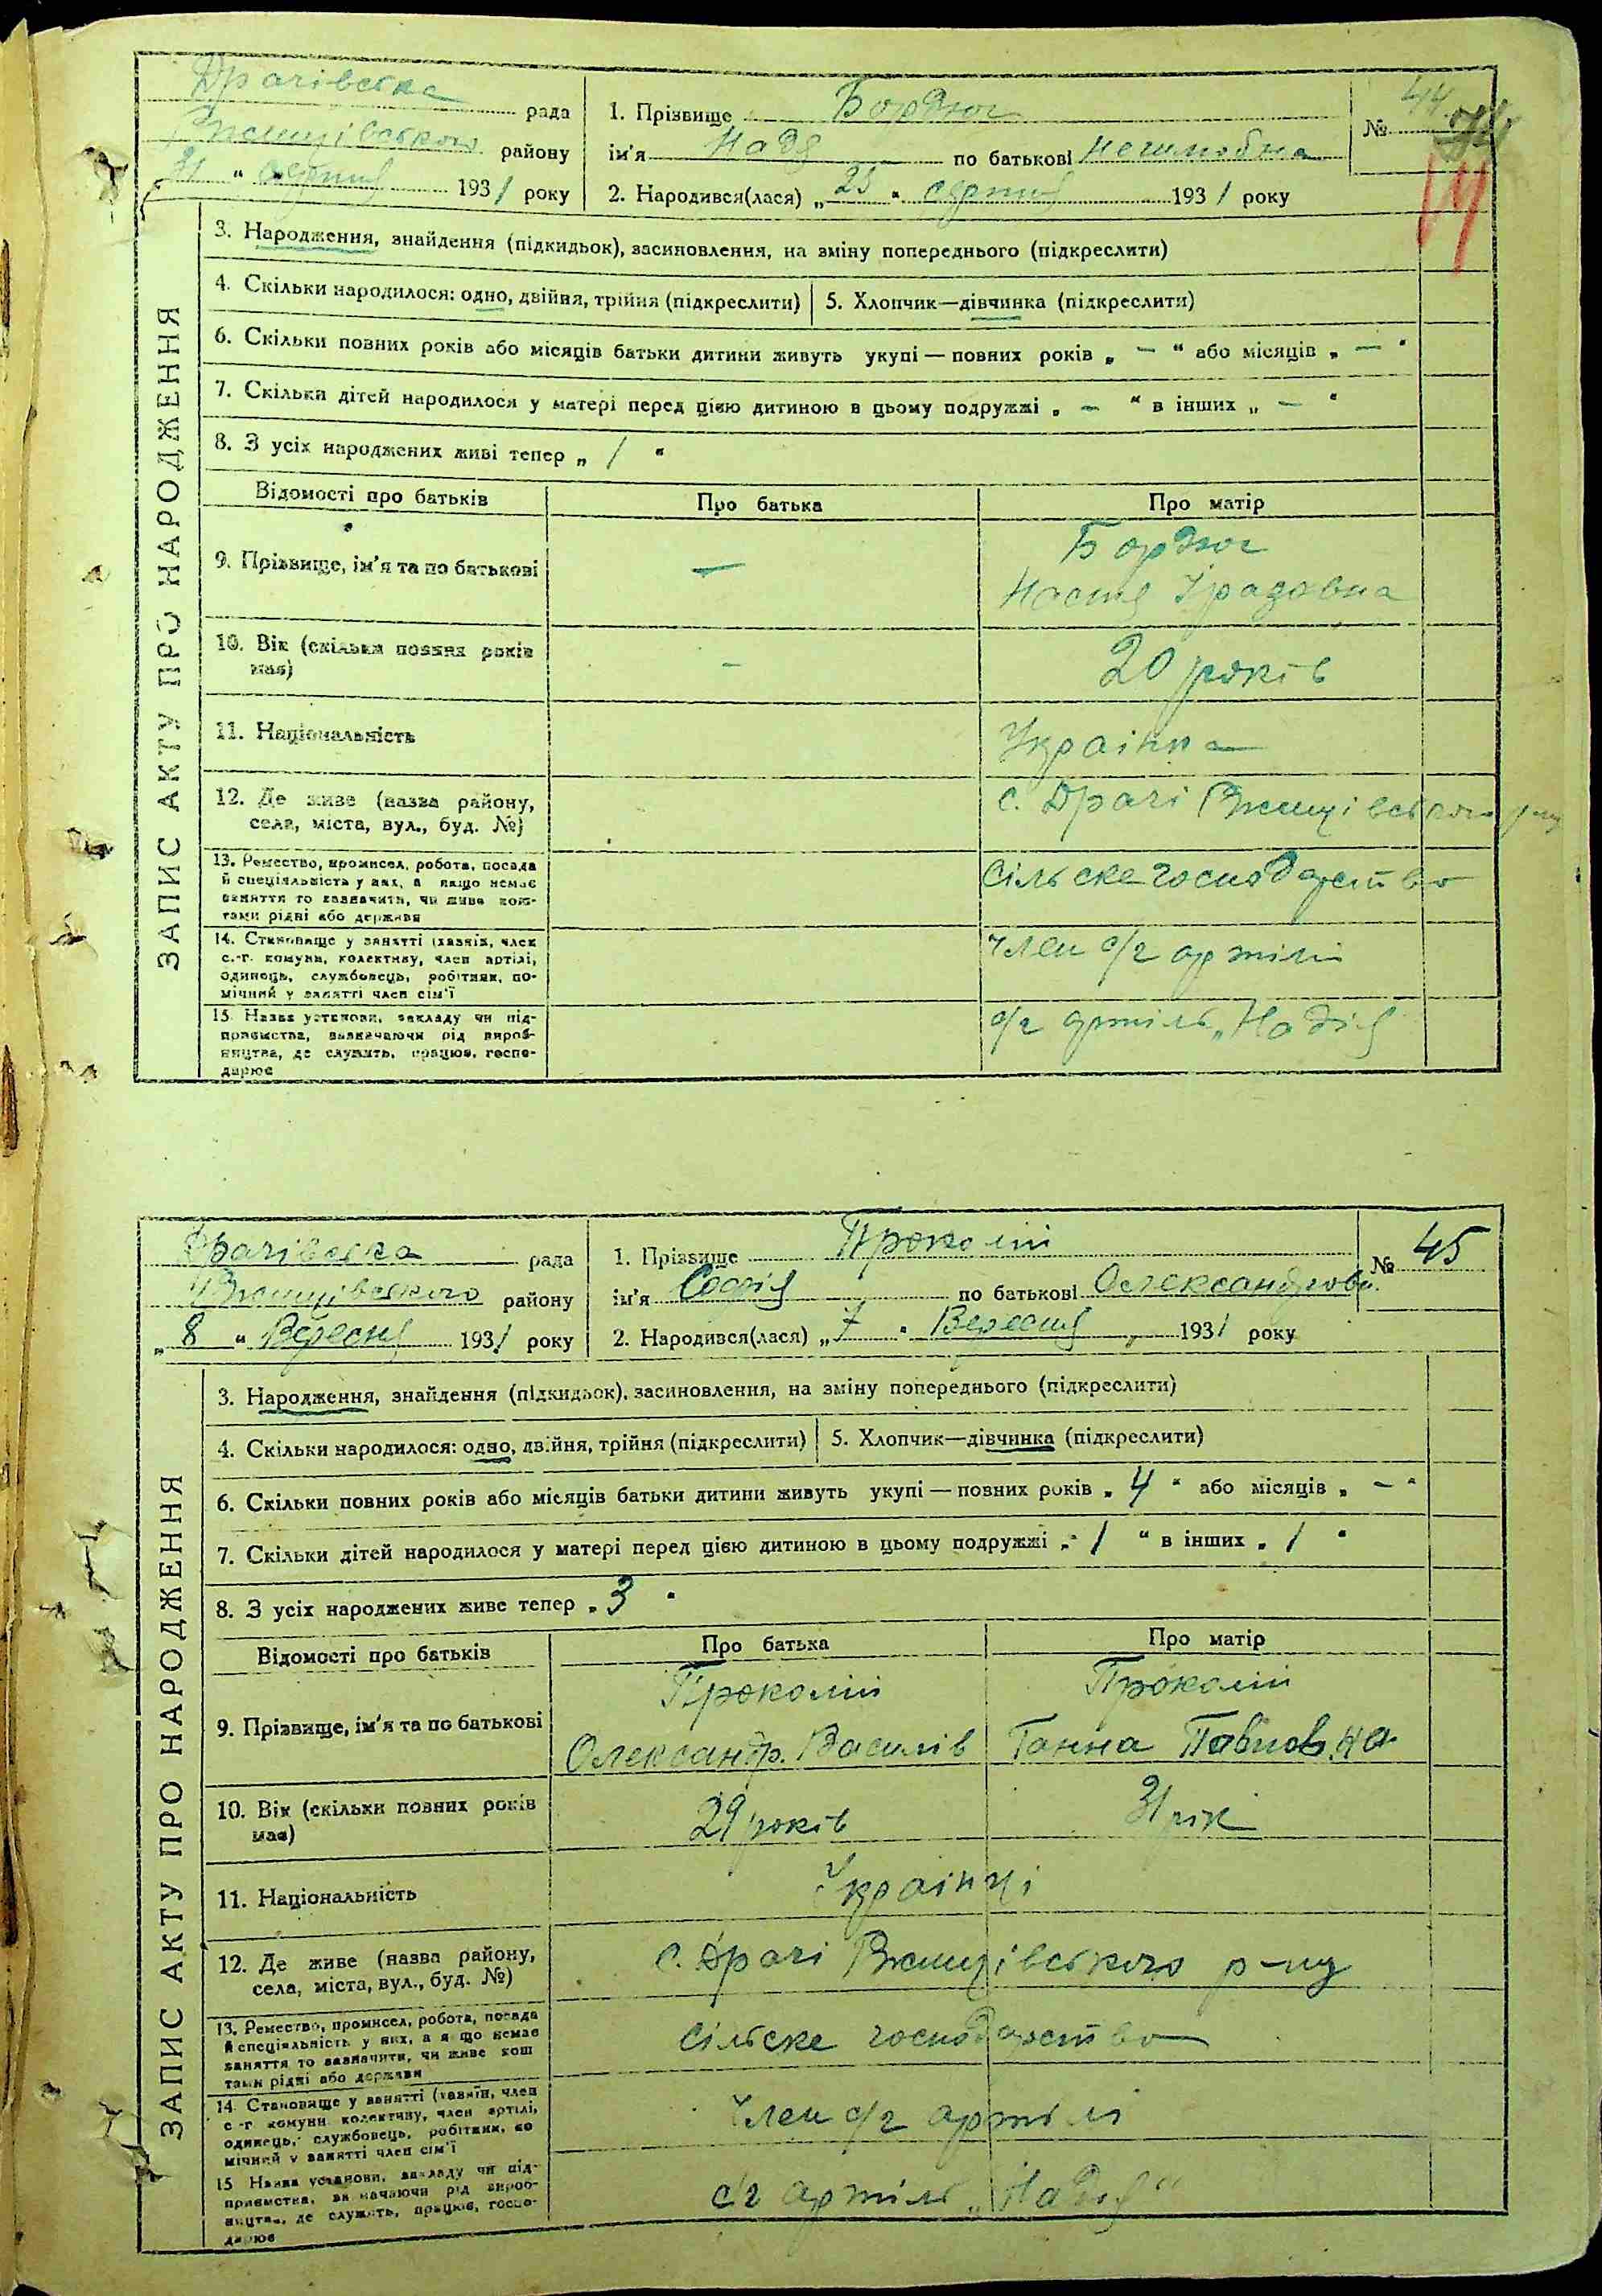 Драчівська рада
району
31 " серпня 1931 року
1. Прізвище Бордюг
ім'я Надя по батькові
2. Народився(лася) „ 25 " серпня 1931 року
№ 44
3. Народження, знайдення (підкидьок), засиновлення, на зміну попереднього (підкреслити)
4. Скільки народилося: одно, двійня, трійня (підкреслити) 5. Хлопчик—дівчинка (підкреслити)
6. Скільки повних років або місяців батьки дитини живуть укупі — повних років „ — " або місяців „ — "
7. Скільки дітей народилося у матері перед цією дитиною в цьому подружжі „ — " в інших „ — "
8. З усіх народжених живі тепер „ 1 "
ЗАПИС АКТУ ПРО НАРОДЖЕННЯ
Відомості про батьків Про батька Про матір
9. Прізвище, ім'я та по батькові — Бордюг
Настя
10. Вік (скільки повних років має) - 20 років
11. Національність Українка
12. Де живе (назва району, села, міста, вул., буд. №) с. Драчі
13. Ремество, промисел, робота, посада й спеціяльність у них, а якщо немає заняття то зазначити, чи живе коштами рідні або держави Сільське господарство
14. Становище у занятті (хазяїн, член с.-г. комуни, колективу, член артілі, одинець, службовець, робітник, помічний у занятті член сім'ї член с/г артілі
15 Назва установи, закладу чи підприємства, визначаючи рід виробництва, де служить, працює, господарює с/г артіль „Надія
Драчівська рада
району
„ 8 " Вересня 1931 року
1. Прізвище Проколій
ім'я Софія по батькові Олександровн.
2. Народився(лася) „ 7 " Вересня 1931 року
№ 45
3. Народження, знайдення (підкидьок), засиновлення, на зміну попереднього (підкреслити)
4. Скільки народилося: одно, двійня, трійня (підкреслити) 5. Хлопчик—дівчинка (підкреслити)
6. Скільки повних років або місяців батьки дитини живуть укупі — повних років „ 4 " або місяців „ — "
7. Скільки дітей народилося у матері перед цією дитиною в цьому подружжі „ 1 " в інших „ 1 "
8. З усіх народжених живе тепер „ 3 "
ЗАПИС АКТУ ПРО НАРОДЖЕННЯ
Відомості про батьків Про батька Про матір
9. Прізвище, ім'я та по батькові Проколій Проколій
Олександр. Василів Ганна Павловна
10. Вік (скільки повних років має) 29 років 31 рік
11. Національність Українці
12. Де живе (назва району, села, міста, вул., буд. №) с. Драчі р-ну
13. Ремество, промисел, робота, посада й спеціяльність у них, а якщо немає заняття то зазначити, чи живе коштами рідні або держави Сільске господарство
14. Становище у занятті (хазяїн, член с.-г. комуни колективу, член артілі, одинець, службовець, робітник, помічний у занятті член сім'ї Член с/г артілі
15 Назва установи, закладу чи підприємства, визначаючи рід виробництва, де служить, працює, господарює с/г артіль „Надія"